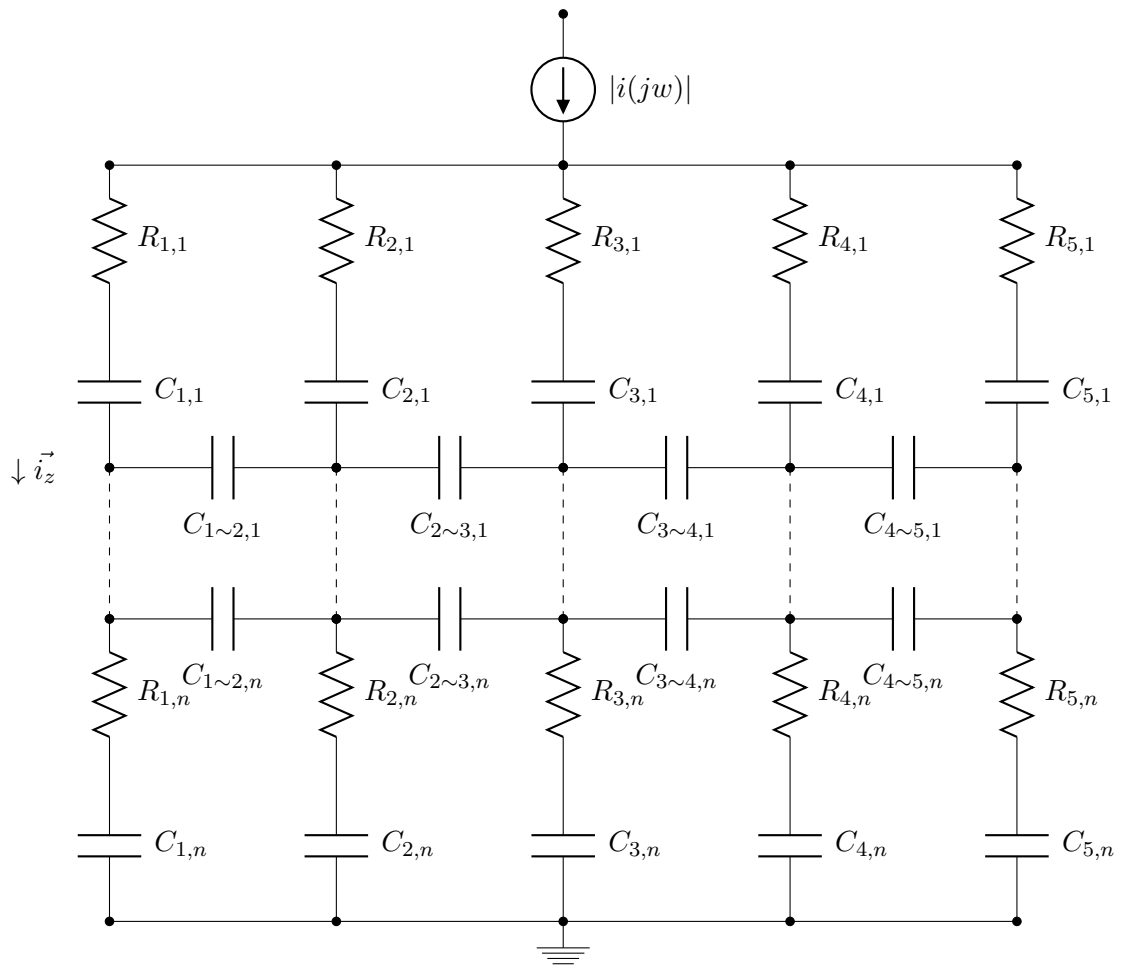 |i(jw)|
R_{1,1} R_{2,1} R_{3,1} R_{4,1} R_{5,1}
C_{1,1} C_{2,1} C_{3,1} C_{4,1} C_{5,1}
↓ \vec{i_z}
C_{1∼2,1} C_{2∼3,1} C_{3∼4,1} C_{4∼5,1}
C_{1∼2,n} C_{2∼3,n} C_{3∼4,n} C_{4∼5,n}
R_{1,n} R_{2,n} R_{3,n} R_{4,n} R_{5,n}
C_{1,n} C_{2,n} C_{3,n} C_{4,n} C_{5,n}